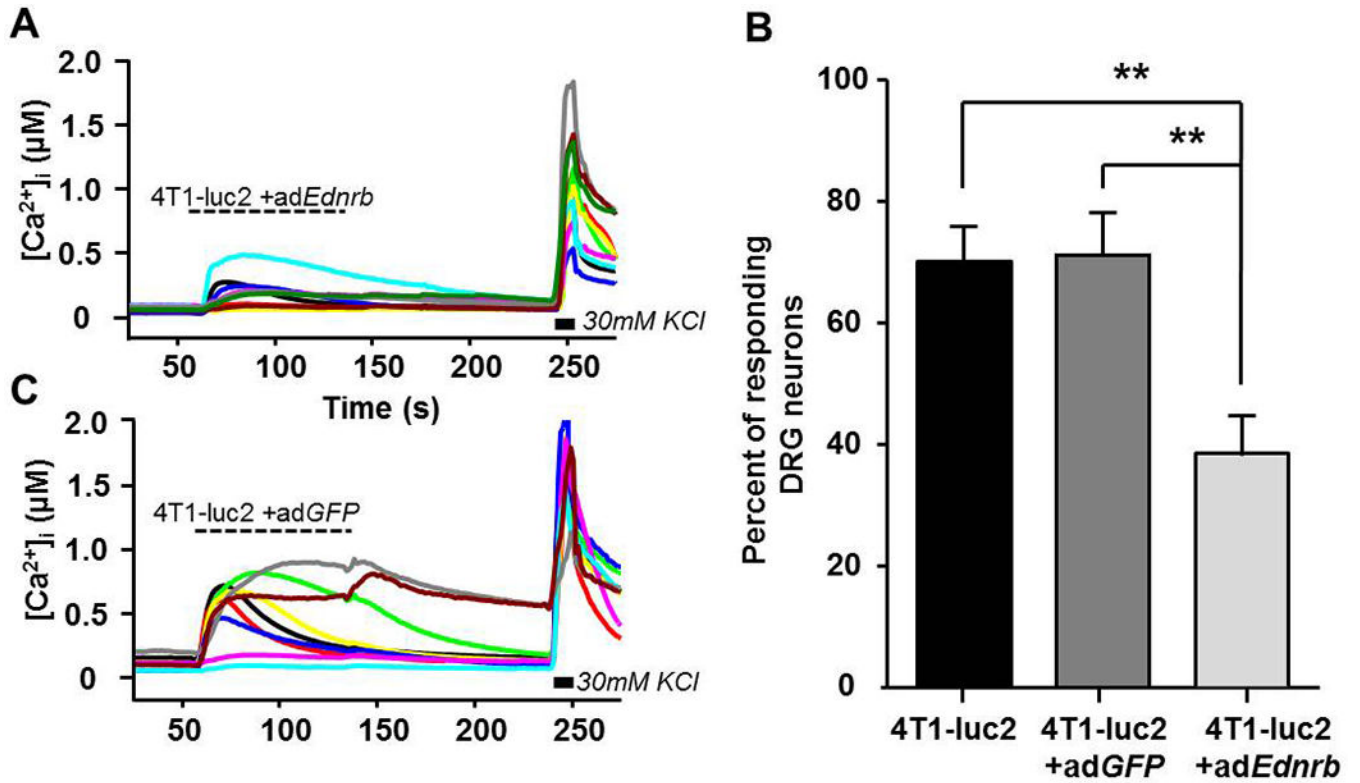 A
[Ca²⁺]ᵢ (µM)
2.0
1.5
1.0
0.5
0
4T1-luc2 +adEdnrb
30mM KCl
50
100
150
200
250
Time (s)
C
[Ca²⁺]ᵢ (µM)
2.0
1.5
1.0
0.5
0
4T1-luc2 +adGFP
30mM KCl
50
100
150
200
250
B
Percent of responding
DRG neurons
100
80
60
40
20
0
**
**
4T1-luc2
4T1-luc2
+adGFP
4T1-luc2
+adEdnrb